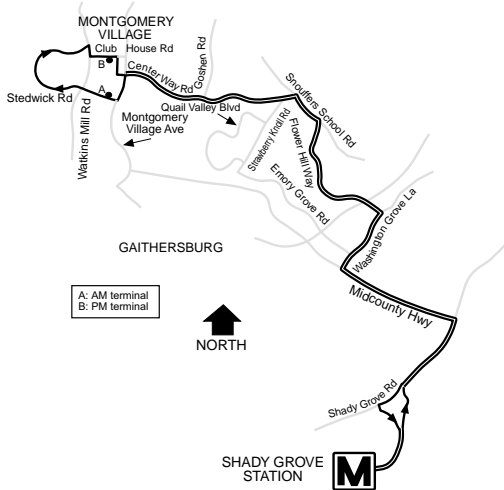 MONTGOMERY
VILLAGE
Club House Rd
B
A
CenterWay Rd
Goshen Rd
Stedwick Rd
Watkins Mill Rd
Quail Valley Blvd
Montgomery
Village Ave
Snouffers School Rd
Strawberry Knoll Rd
Flower Hill Way
Emory Grove Rd
Washington Grove La
GAITHERSBURG
A: AM terminal
B: PM terminal
Midcounty Hwy
NORTH
Shady Grove Rd
SHADY GROVE
STATION
M